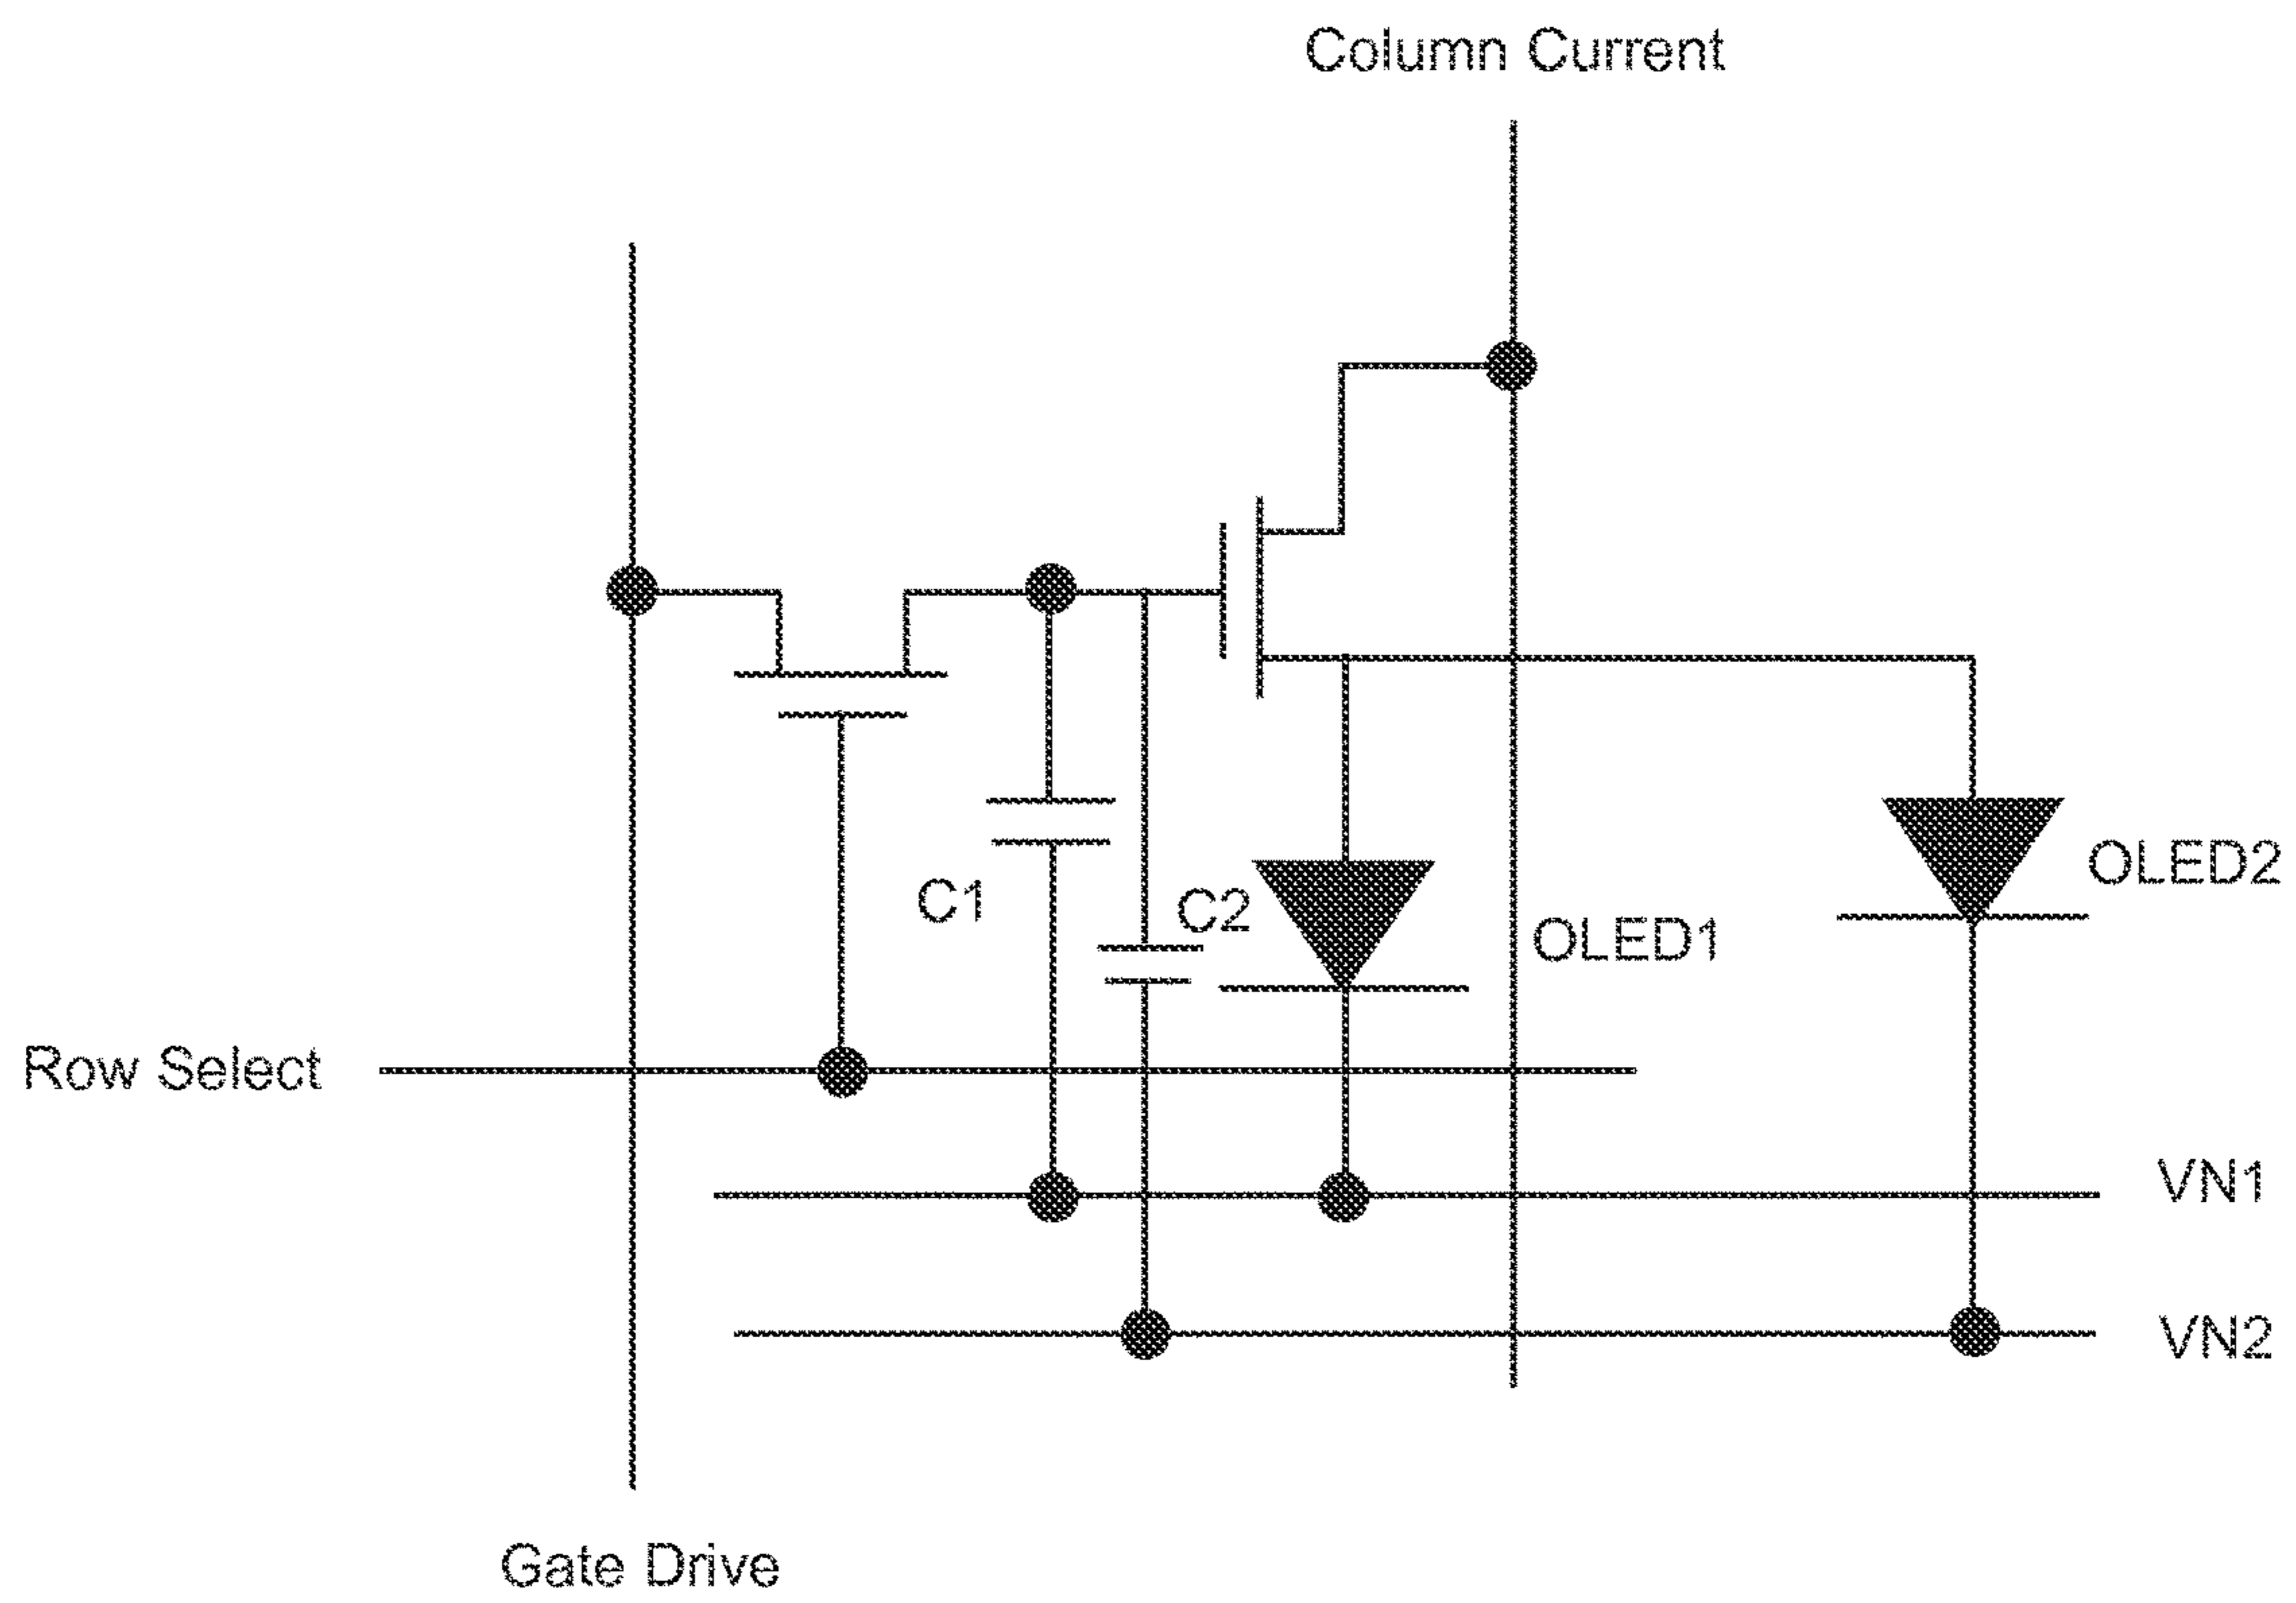 Column Current
OLED2
C1
C2
OLED1
Row Select
VN1
VN2
Gate Drive